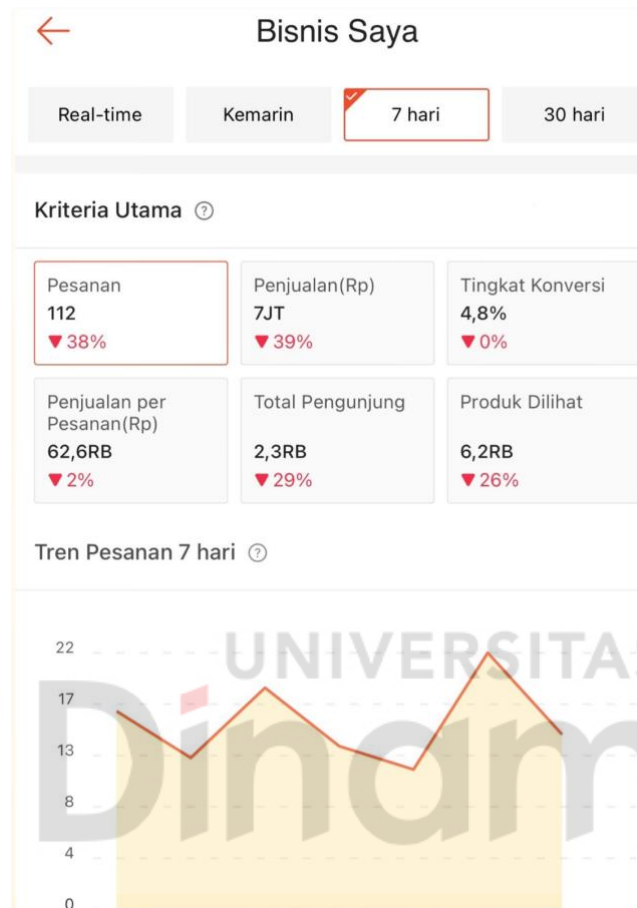 Bisnis Saya
Real-time
Kemarin
7 hari
30 hari
Kriteria Utama ?
Pesanan
112
▼38%
Penjualan(Rp)
7JT
▼39%
Tingkat Konversi
4,8%
▼0%
Penjualan per
Pesanan(Rp)
62,6RB
▼2%
Total Pengunjung
2,3RB
▼29%
Produk Dilihat
6,2RB
▼26%
Tren Pesanan 7 hari ?
22
17
13
8
4
0
UNIVERSITAS
Dinam